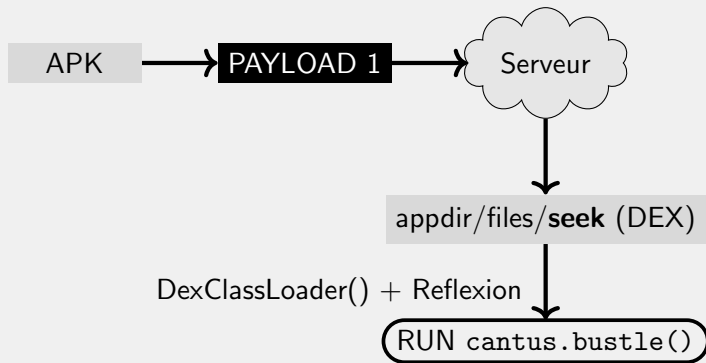 APK
PAYLOAD 1
Serveur
appdir/files/seek (DEX)
DexClassLoader() + Reflexion
RUN cantus.bustle()